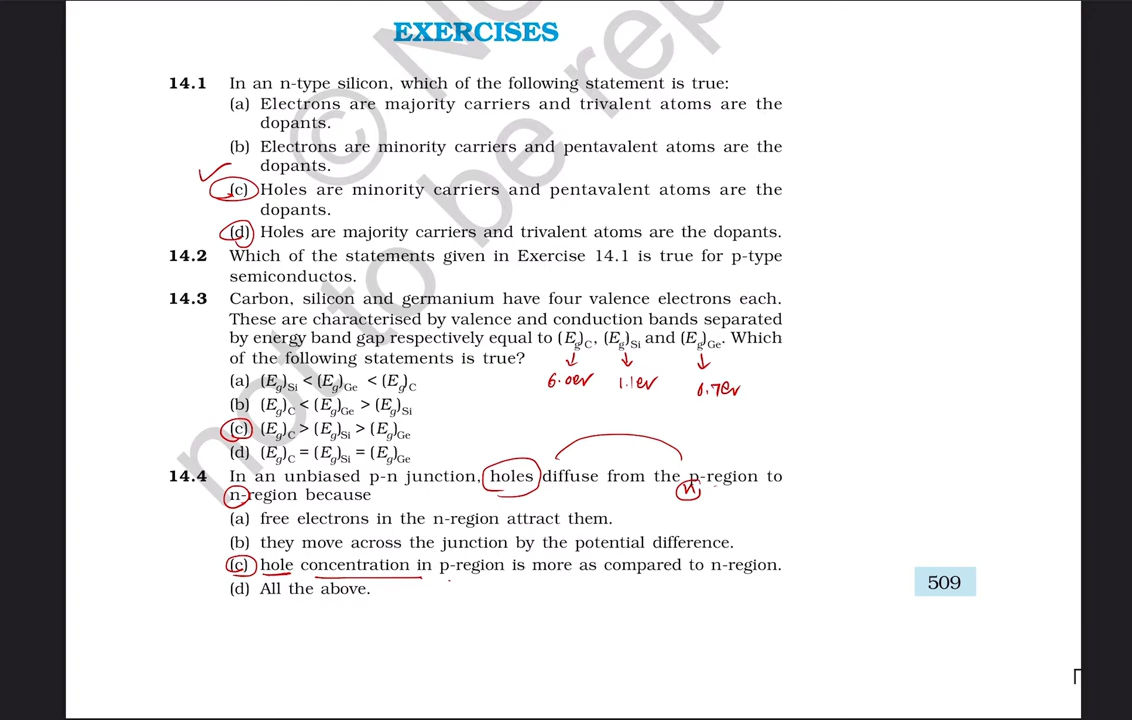 EXERCISES
14.1 In an n-type silicon, which of the following statement is true:
(a) Electrons are majority carriers and trivalent atoms are the
dopants.
(b) Electrons are minority carriers and pentavalent atoms are the
dopants.
(c) Holes are minority carriers and pentavalent atoms are the
dopants.
(d) Holes are majority carriers and trivalent atoms are the dopants.
14.2 Which of the statements given in Exercise 14.1 is true for p-type
semiconductos.
14.3 Carbon, silicon and germanium have four valence electrons each.
These are characterised by valence and conduction bands separated
by energy band gap respectively equal to (Eg)C, (Eg)Si and (Eg)Ge. Which
of the following statements is true?
6.0eV 1.1eV 0.7eV
(a) (Eg)Si < (Eg)Ge < (Eg)C
(b) (Eg)C < (Eg)Ge > (Eg)Si
(c) (Eg)C > (Eg)Si > (Eg)Ge
(d) (Eg)C = (Eg)Si = (Eg)Ge
14.4 In an unbiased p-n junction, holes diffuse from the p-region to
n
n-region because
(a) free electrons in the n-region attract them.
(b) they move across the junction by the potential difference.
(c) hole concentration in p-region is more as compared to n-region.
(d) All the above.
509
not to be rep